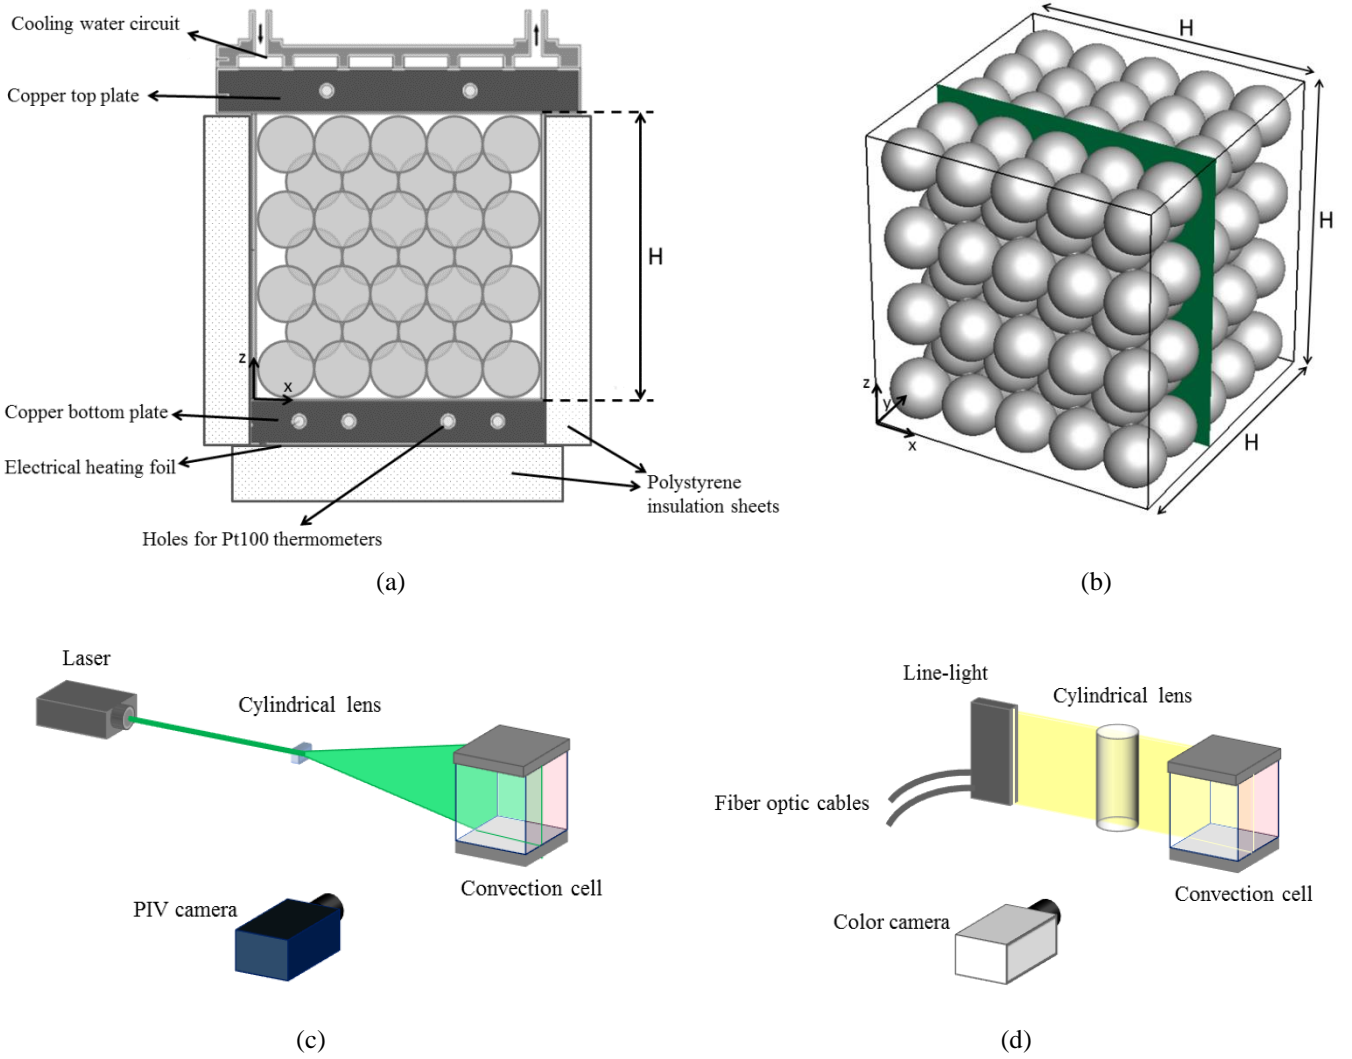 Cooling water circuit
Copper top plate
H
z
x
Copper bottom plate
Electrical heating foil
Polystyrene
insulation sheets
Holes for Pt100 thermometers
(a)
H
H
z
y
x
H
(b)
Laser
Cylindrical lens
Convection cell
PIV camera
(c)
Line-light
Cylindrical lens
Fiber optic cables
Convection cell
Color camera
(d)